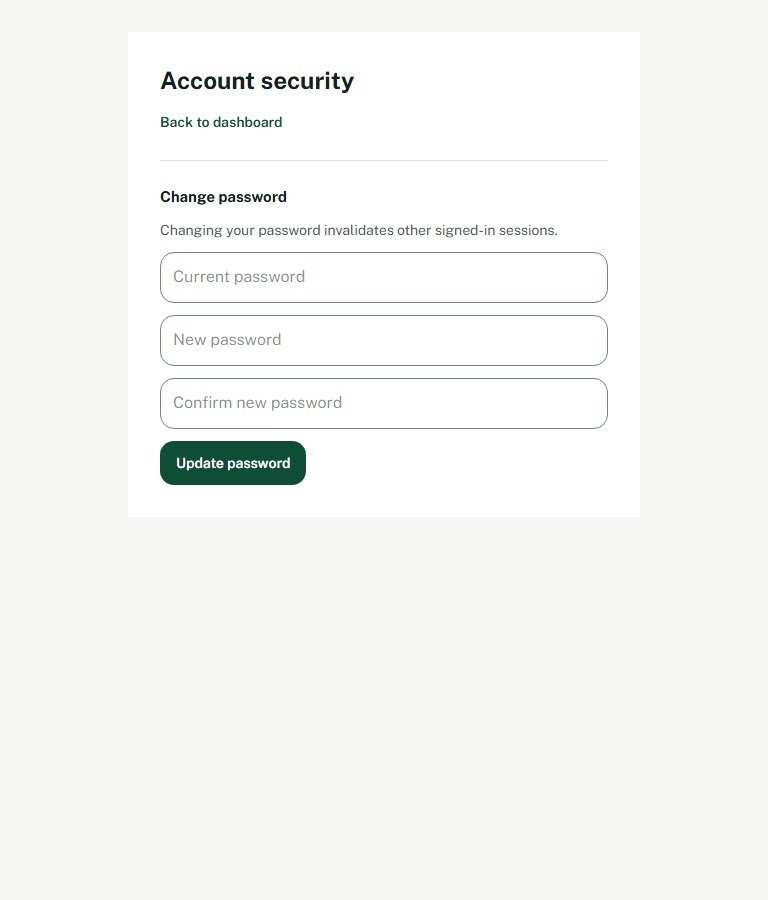 Account security
Back to dashboard
Change password
Changing your password invalidates other signed-in sessions.
Current password
New password
Confirm new password
Update password